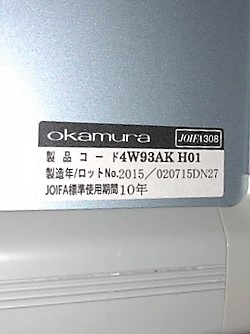 okamura JOIFA308
製品コード4W93AK H01
製造年/ロットNo.2015/020715DN27
JOIFA標準使用期間10年